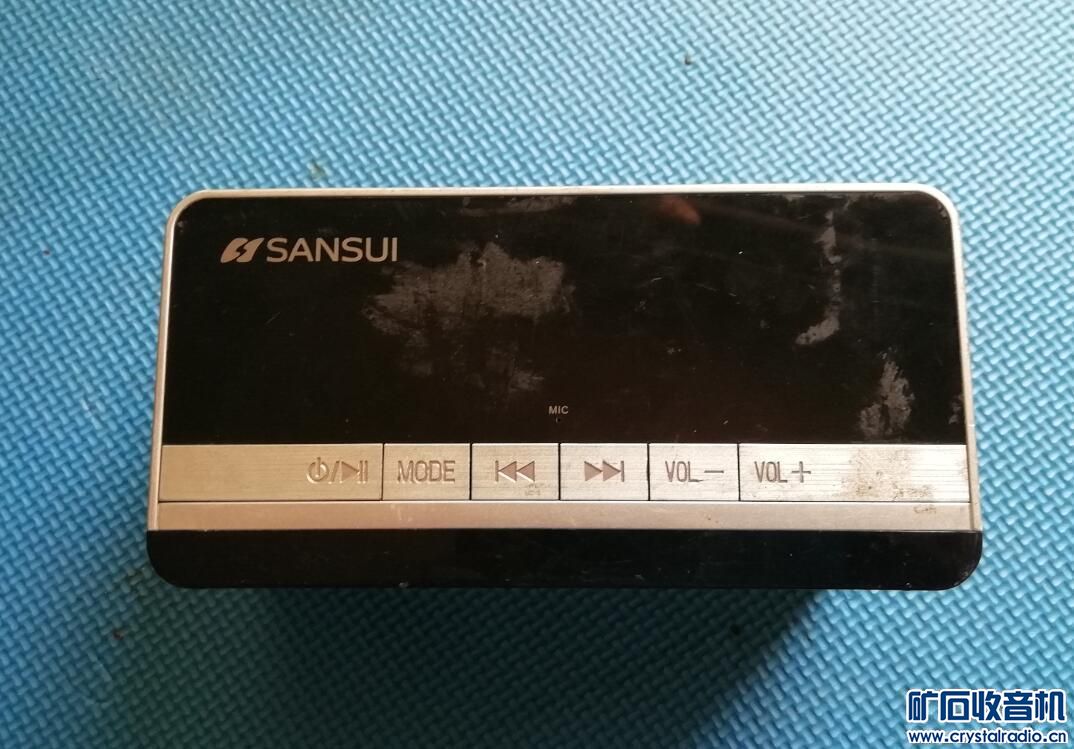 SANSUI
MIC
⏻/▶|| MODE |◀◀ ▶▶| VOL− VOL+
矿石收音机
www.crystalradio.cn